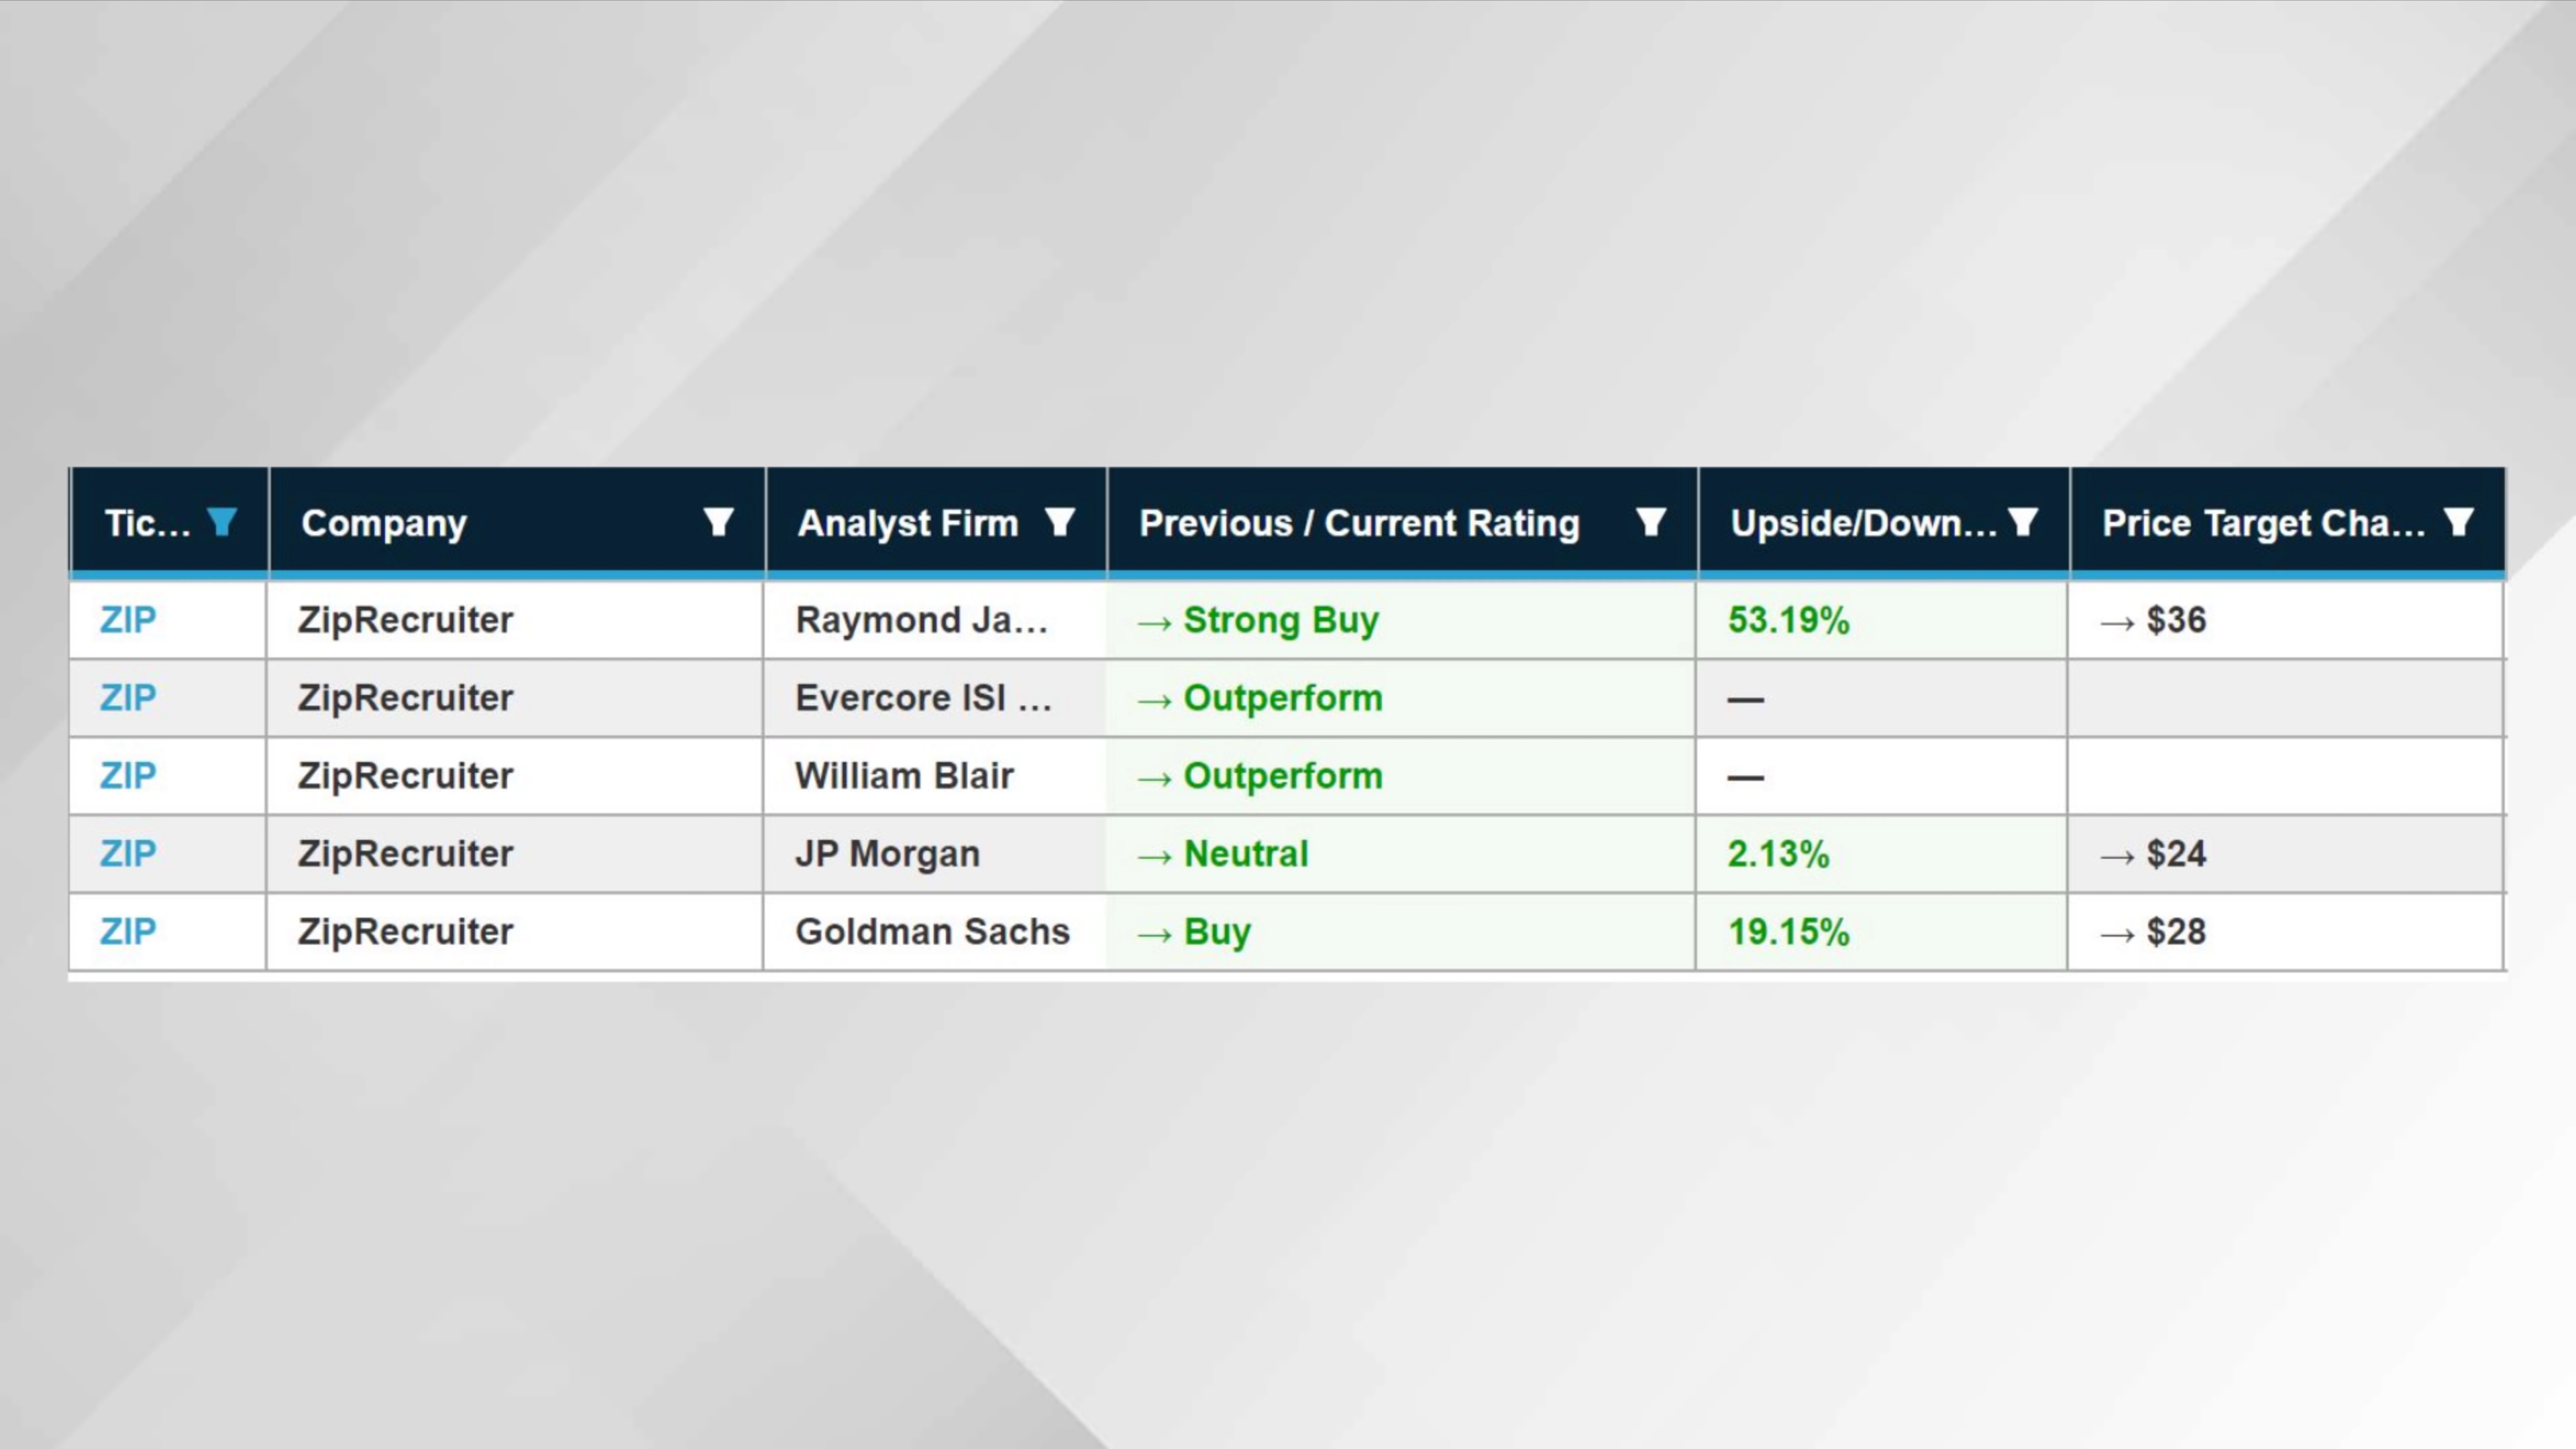 Tic... Company Analyst Firm Previous / Current Rating Upside/Down... Price Target Cha...
ZIP ZipRecruiter Raymond Ja... → Strong Buy 53.19% → $36
ZIP ZipRecruiter Evercore ISI ... → Outperform —
ZIP ZipRecruiter William Blair → Outperform —
ZIP ZipRecruiter JP Morgan → Neutral 2.13% → $24
ZIP ZipRecruiter Goldman Sachs → Buy 19.15% → $28